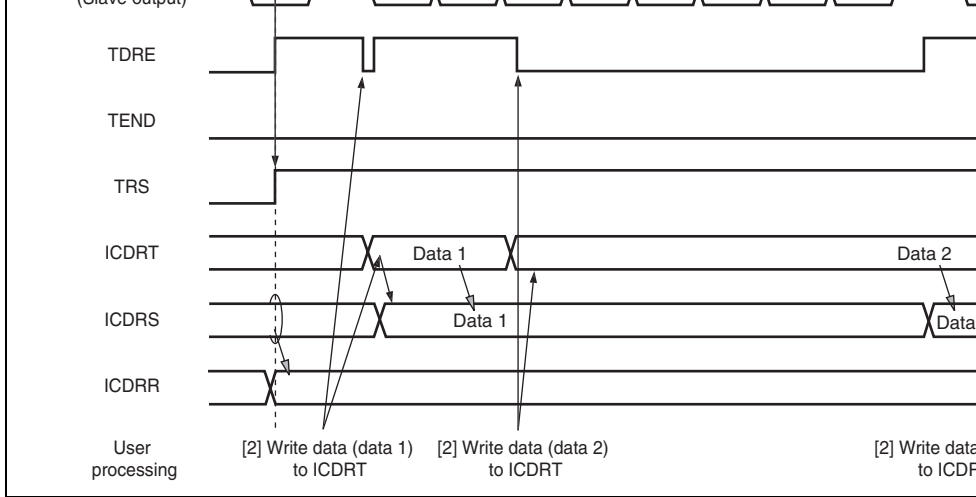 (Slave output)
TDRE
TEND
TRS
ICDRT
Data 1
Data 2
ICDRS
Data 1
Data
ICDRR
User
processing
[2] Write data (data 1)
to ICDRT
[2] Write data (data 2)
to ICDRT
[2] Write data
to